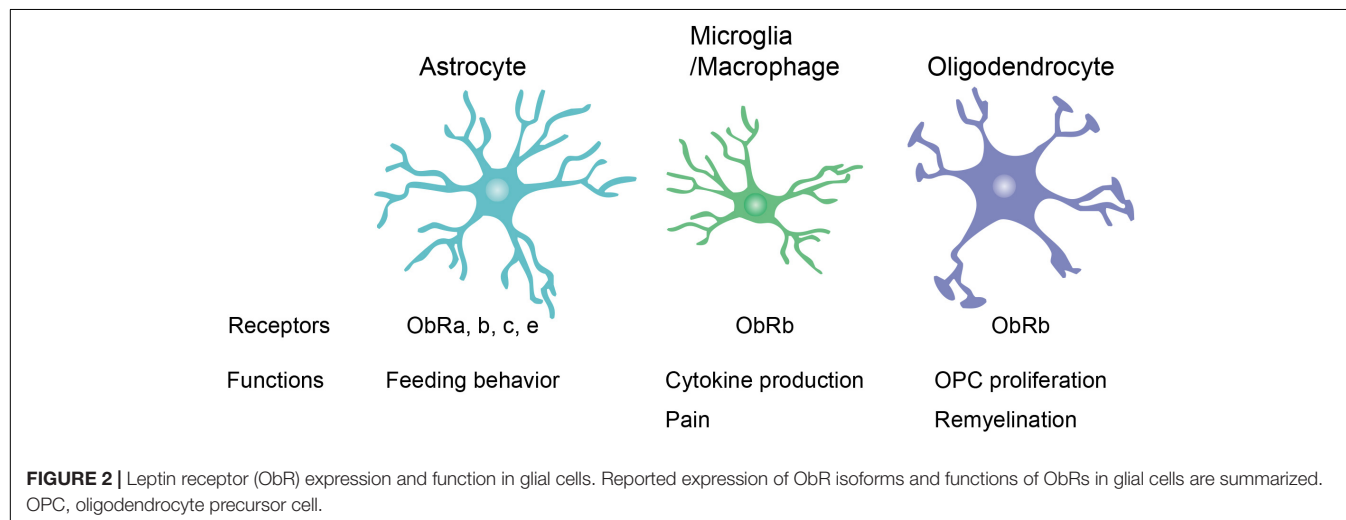 Microglia
/Macrophage
Astrocyte
Oligodendrocyte
Receptors ObRa, b, c, e ObRb ObRb
Functions Feeding behavior Cytokine production OPC proliferation
Pain Remyelination
FIGURE 2 | Leptin receptor (ObR) expression and function in glial cells. Reported expression of ObR isoforms and functions of ObRs in glial cells are summarized.
OPC, oligodendrocyte precursor cell.